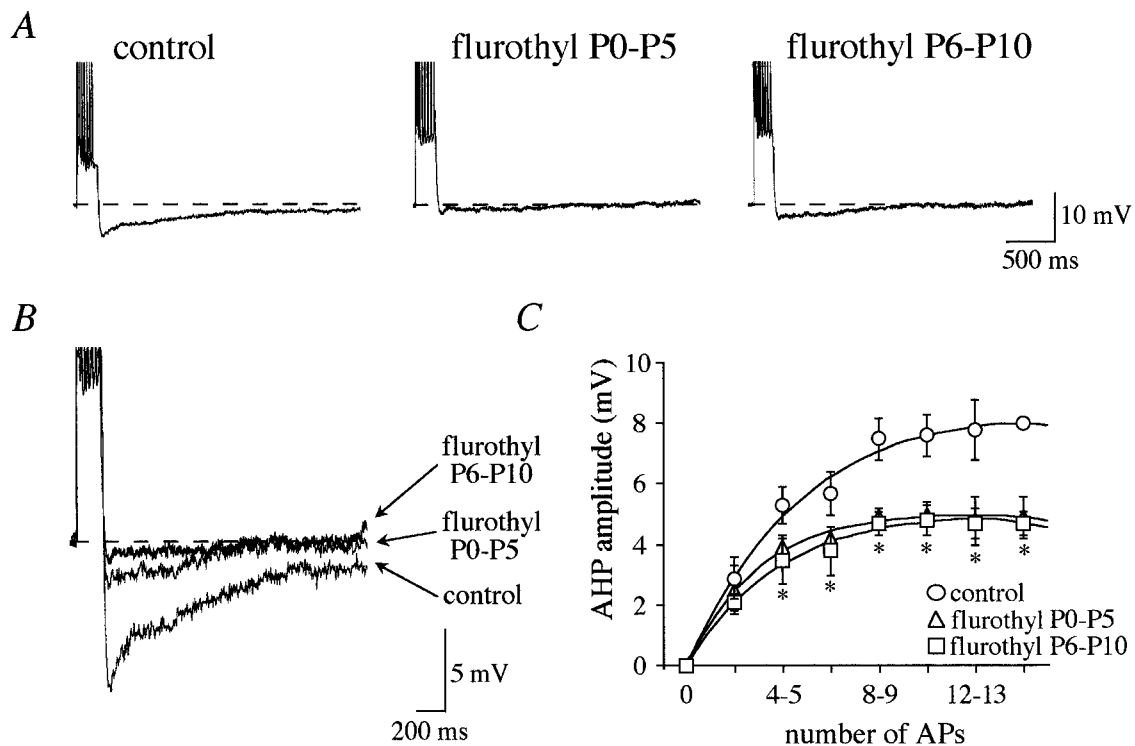 A
control
flurothyl P0-P5
flurothyl P6-P10
10 mV
500 ms
B
flurothyl
P6-P10
flurothyl
P0-P5
control
5 mV
200 ms
C
AHP amplitude (mV)
10
8
6
4
2
0
* * * * * *
control
flurothyl P0-P5
flurothyl P6-P10
0
4-5
8-9
12-13
number of APs